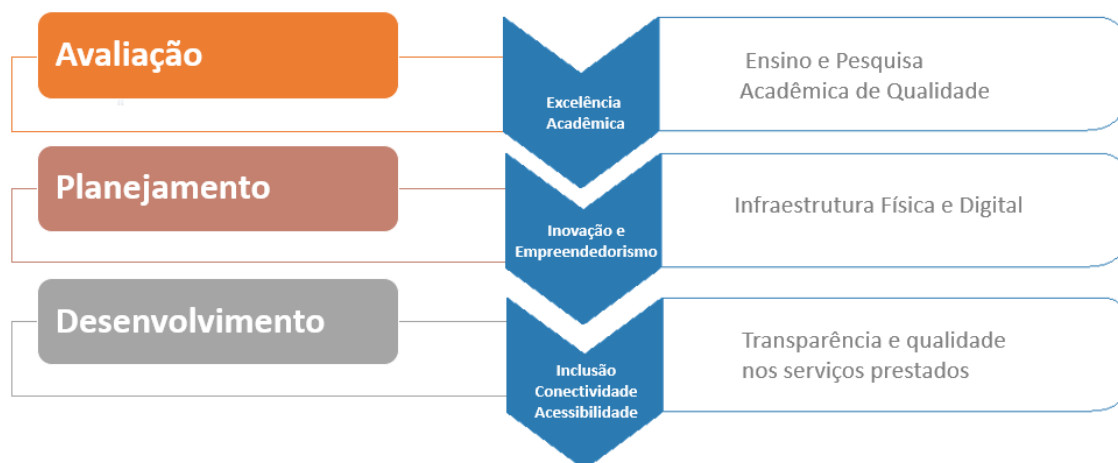 Avaliação
Excelência
Acadêmica
Ensino e Pesquisa
Acadêmica de Qualidade
Planejamento
Inovação e
Empreendedorismo
Infraestrutura Física e Digital
Desenvolvimento
Inclusão
Conectividade
Acessibilidade
Transparência e qualidade
nos serviços prestados